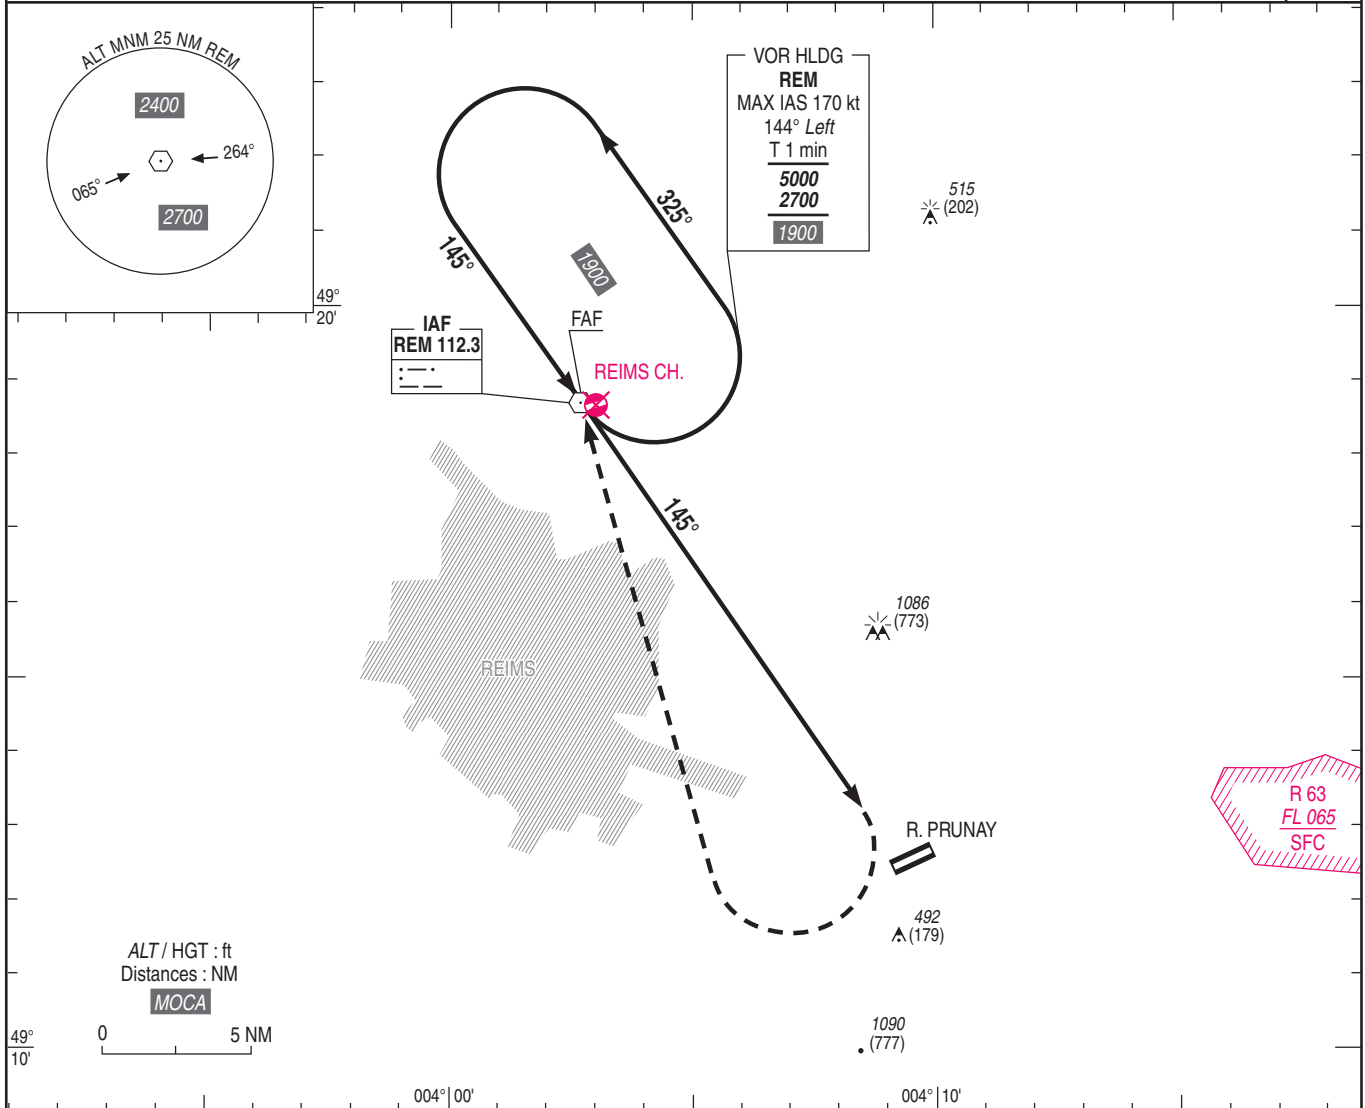 ALT MNM 25 NM REM
2400
264°
065°
2700
VOR HLDG
REM
MAX IAS 170 kt
144° Left
T 1 min
5000
2700
1900
515
(202)
325°
145°
1900
49°
20'
IAF
REM 112.3
FAF
REIMS CH.
145°
1086
(773)
REIMS
R 63
FL 065
SFC
R. PRUNAY
492
(179)
ALT / HGT : ft
Distances : NM
MOCA
0 5 NM
1090
(777)
49°
10'
004° 00'
004° 10'